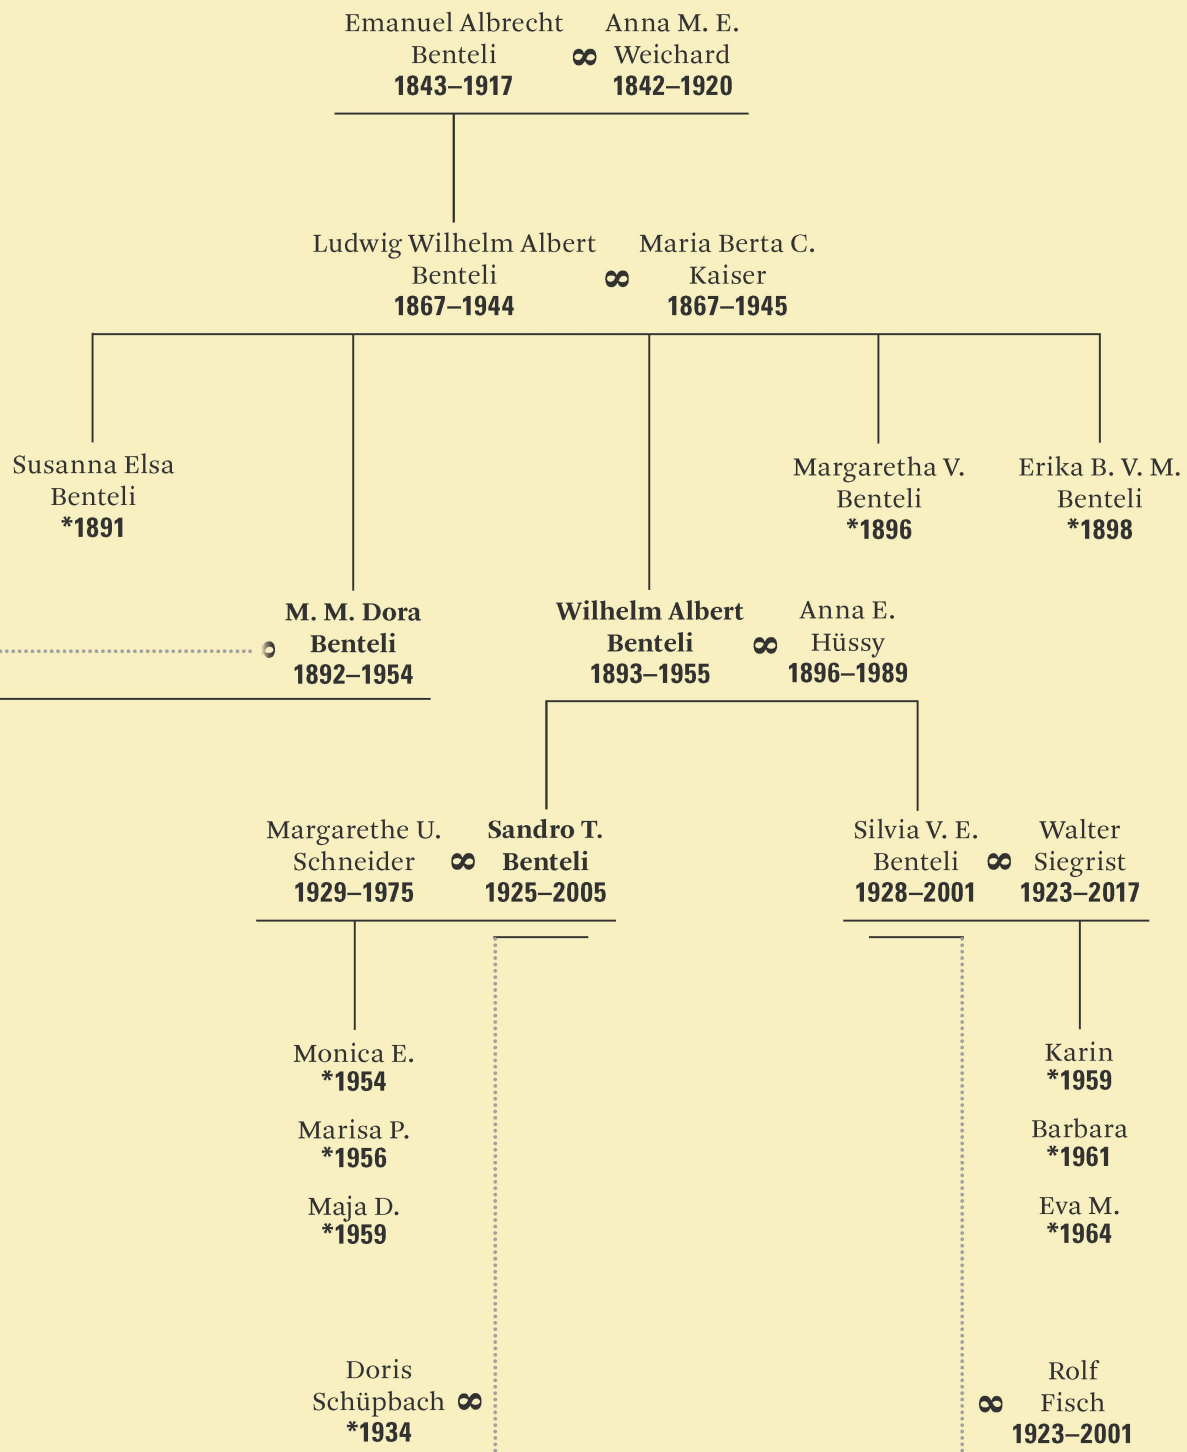 Emanuel Albrecht
Benteli
1843–1917
∞
Anna M. E.
Weichard
1842–1920
Ludwig Wilhelm Albert
Benteli
1867–1944
∞
Maria Berta C.
Kaiser
1867–1945
Susanna Elsa
Benteli
*1891
M. M. Dora
Benteli
1892–1954
Wilhelm Albert
Benteli
1893–1955
∞
Anna E.
Hüssy
1896–1989
Margaretha V.
Benteli
*1896
Erika B. V. M.
Benteli
*1898
Margarethe U.
Schneider
1929–1975
∞
Sandro T.
Benteli
1925–2005
Silvia V. E.
Benteli
1928–2001
∞
Walter
Siegrist
1923–2017
Monica E.
*1954
Marisa P.
*1956
Maja D.
*1959
Karin
*1959
Barbara
*1961
Eva M.
*1964
Doris
Schüpbach
*1934
∞
∞
Rolf
Fisch
1923–2001